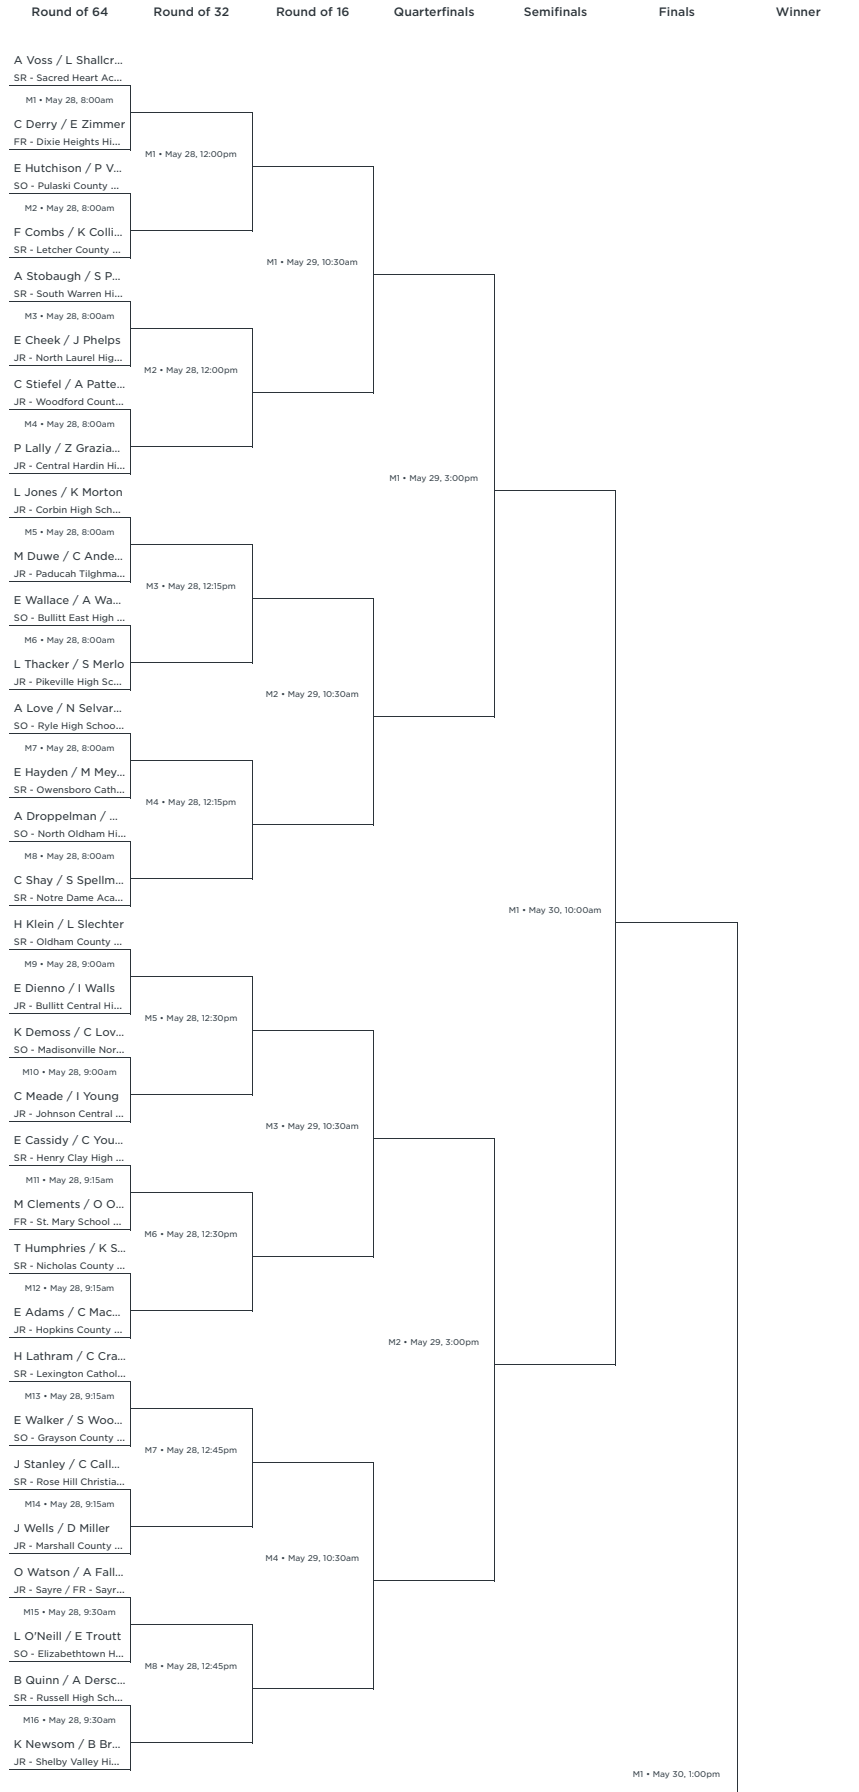 Round of 64 Round of 32 Round of 16 Quarterfinals Semifinals Finals Winner
A Voss / L Shallcr...
SR - Sacred Heart Ac...
M1 • May 28, 8:00am
C Derry / E Zimmer
FR - Dixie Heights Hi...
M1 • May 28, 12:00pm
E Hutchison / P V...
SO - Pulaski County ...
M2 • May 28, 8:00am
F Combs / K Colli...
SR - Letcher County ...
M1 • May 29, 10:30am
A Stobaugh / S P...
SR - South Warren Hi...
M3 • May 28, 8:00am
E Cheek / J Phelps
JR - North Laurel Hig...
M2 • May 28, 12:00pm
C Stiefel / A Patte...
JR - Woodford Count...
M4 • May 28, 8:00am
P Lally / Z Grazia...
JR - Central Hardin Hi...
M1 • May 29, 3:00pm
L Jones / K Morton
JR - Corbin High Sch...
M5 • May 28, 8:00am
M Duwe / C Ande...
JR - Paducah Tilghma...
M3 • May 28, 12:15pm
E Wallace / A Wa...
SO - Bullitt East High ...
M6 • May 28, 8:00am
L Thacker / S Merlo
JR - Pikeville High Sc...
M2 • May 29, 10:30am
A Love / N Selvar...
SO - Ryle High Schoo...
M7 • May 28, 8:00am
E Hayden / M Mey...
SR - Owensboro Cath...
M4 • May 28, 12:15pm
A Droppelman / ...
SO - North Oldham Hi...
M8 • May 28, 8:00am
C Shay / S Spellm...
SR - Notre Dame Aca...
M1 • May 30, 10:00am
H Klein / L Slechter
SR - Oldham County ...
M9 • May 28, 9:00am
E Dienno / I Walls
JR - Bullitt Central Hi...
M5 • May 28, 12:30pm
K Demoss / C Lov...
SO - Madisonville Nor...
M10 • May 28, 9:00am
C Meade / I Young
JR - Johnson Central ...
M3 • May 29, 10:30am
E Cassidy / C You...
SR - Henry Clay High ...
M11 • May 28, 9:15am
M Clements / O O...
FR - St. Mary School ...
M6 • May 28, 12:30pm
T Humphries / K S...
SR - Nicholas County ...
M12 • May 28, 9:15am
E Adams / C Mac...
JR - Hopkins County ...
M2 • May 29, 3:00pm
H Lathram / C Cra...
SR - Lexington Cathol...
M13 • May 28, 9:15am
E Walker / S Woo...
SO - Grayson County ...
M7 • May 28, 12:45pm
J Stanley / C Call...
SR - Rose Hill Christia...
M14 • May 28, 9:15am
J Wells / D Miller
JR - Marshall County ...
M4 • May 29, 10:30am
O Watson / A Fall...
JR - Sayre / FR - Sayr...
M15 • May 28, 9:30am
L O'Neill / E Troutt
SO - Elizabethtown H...
M8 • May 28, 12:45pm
B Quinn / A Dersc...
SR - Russell High Sch...
M16 • May 28, 9:30am
K Newsom / B Br...
JR - Shelby Valley Hi...
M1 • May 30, 1:00pm